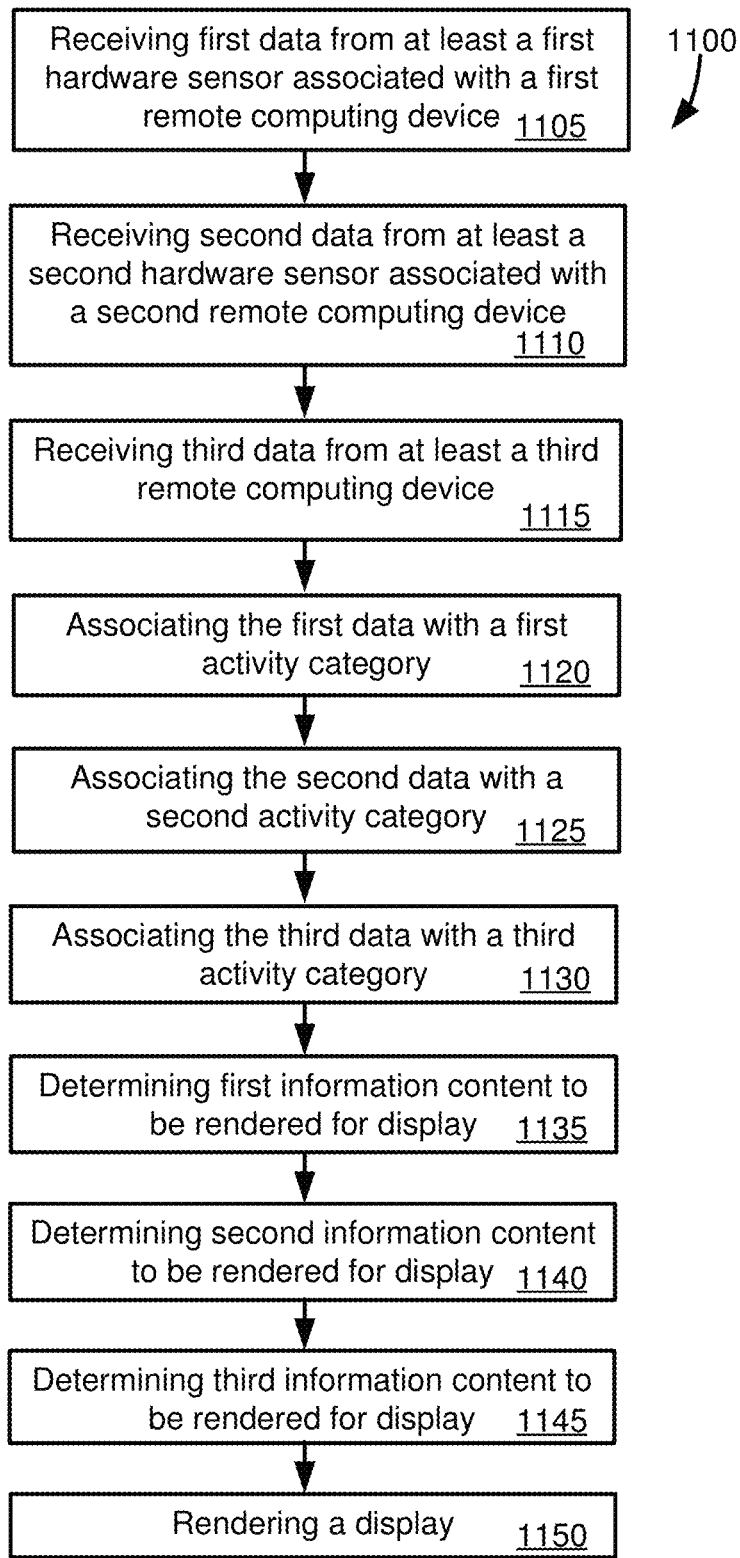 Receiving first data from at least a first
hardware sensor associated with a first
remote computing device 1105
1100
Receiving second data from at least a
second hardware sensor associated with
a second remote computing device
1110
Receiving third data from at least a third
remote computing device
1115
Associating the first data with a first
activity category 1120
Associating the second data with a
second activity category 1125
Associating the third data with a third
activity category 1130
Determining first information content to
be rendered for display 1135
Determining second information content
to be rendered for display 1140
Determining third information content to
be rendered for display 1145
Rendering a display 1150